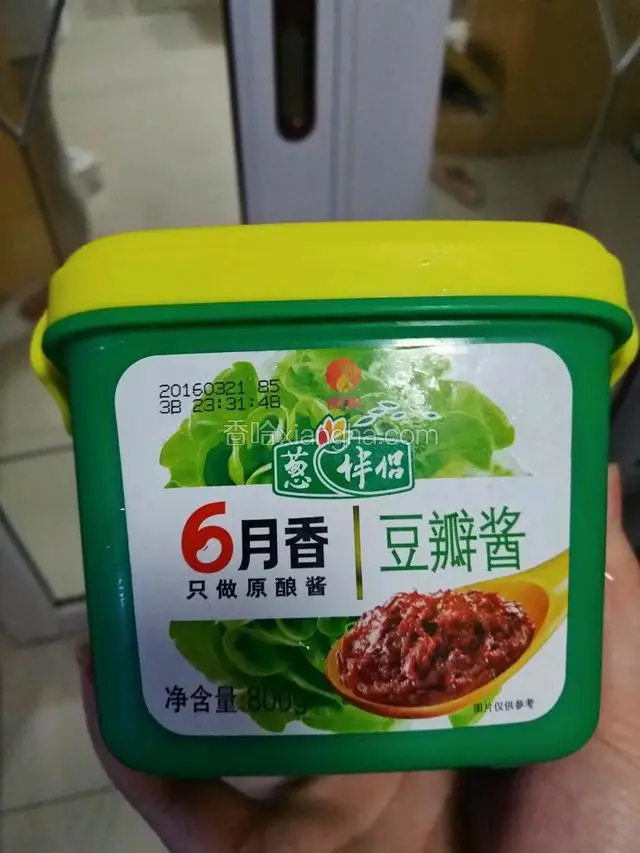 20160321 85
3B 23:31:48
香哈xiangha.com
葱伴侣
6月香
只做原酿酱
豆瓣酱
净含量:800g
图片仅供参考